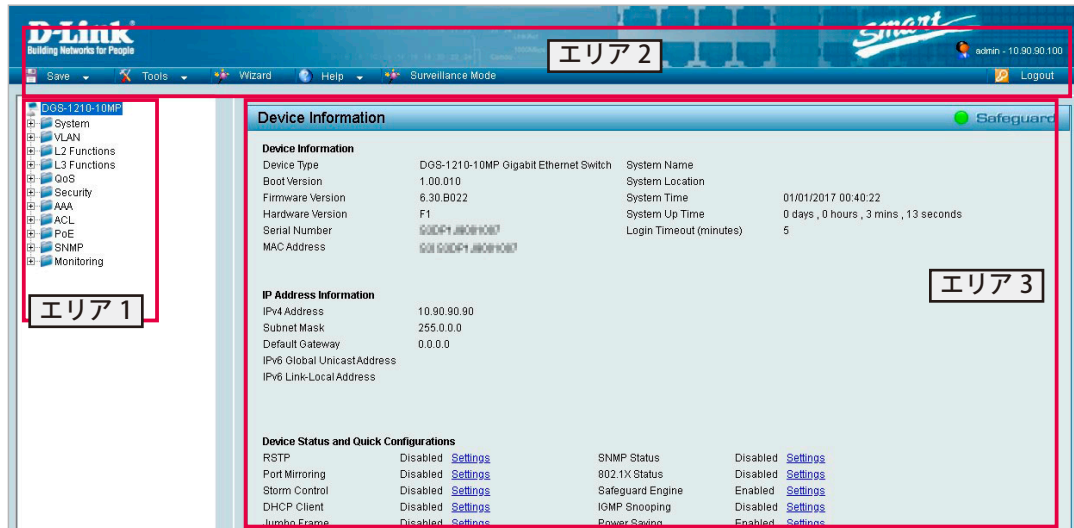 D-Link
Building Networks for People
smart
エリア 2
admin - 10.90.90.100
Save Tools Wizard Help Surveillance Mode Logout
DGS-1210-10MP
System
VLAN
L2 Functions
L3 Functions
QoS
Security
AAA
ACL
PoE
SNMP
Monitoring
エリア 1
Device Information Safeguard
Device Information
Device Type DGS-1210-10MP Gigabit Ethernet Switch System Name
Boot Version 1.00.010 System Location
Firmware Version 6.30.B022 System Time 01/01/2017 00:40:22
Hardware Version F1 System Up Time 0 days , 0 hours , 3 mins , 13 seconds
Serial Number Login Timeout (minutes) 5
MAC Address
エリア 3
IP Address Information
IPv4 Address 10.90.90.90
Subnet Mask 255.0.0.0
Default Gateway 0.0.0.0
IPv6 Global Unicast Address
IPv6 Link-Local Address
Device Status and Quick Configurations
RSTP Disabled Settings SNMP Status Disabled Settings
Port Mirroring Disabled Settings 802.1X Status Disabled Settings
Storm Control Disabled Settings Safeguard Engine Enabled Settings
DHCP Client Disabled Settings IGMP Snooping Disabled Settings
Jumbo Frame Disabled Settings Power Saving Enabled Settings